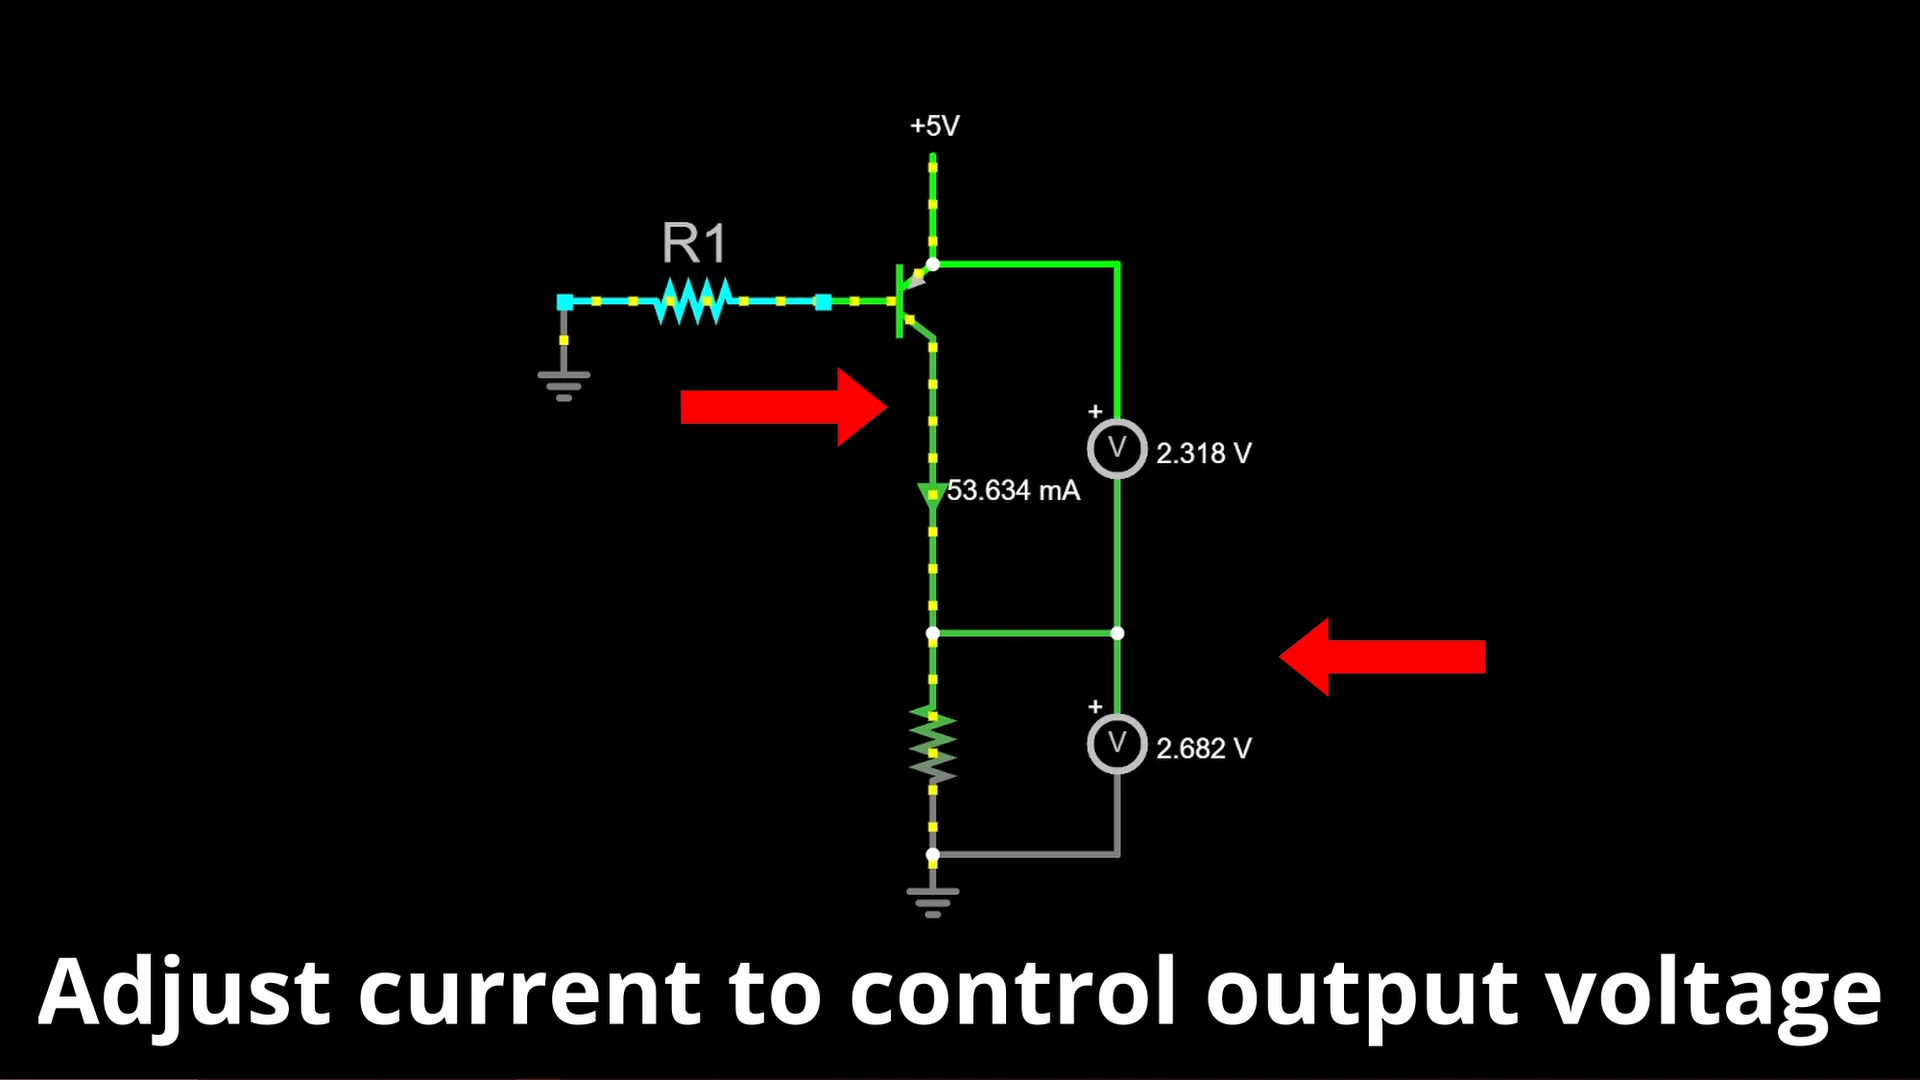 +5V
R1
+
V 2.318 V
53.634 mA
+
V 2.682 V
Adjust current to control output voltage